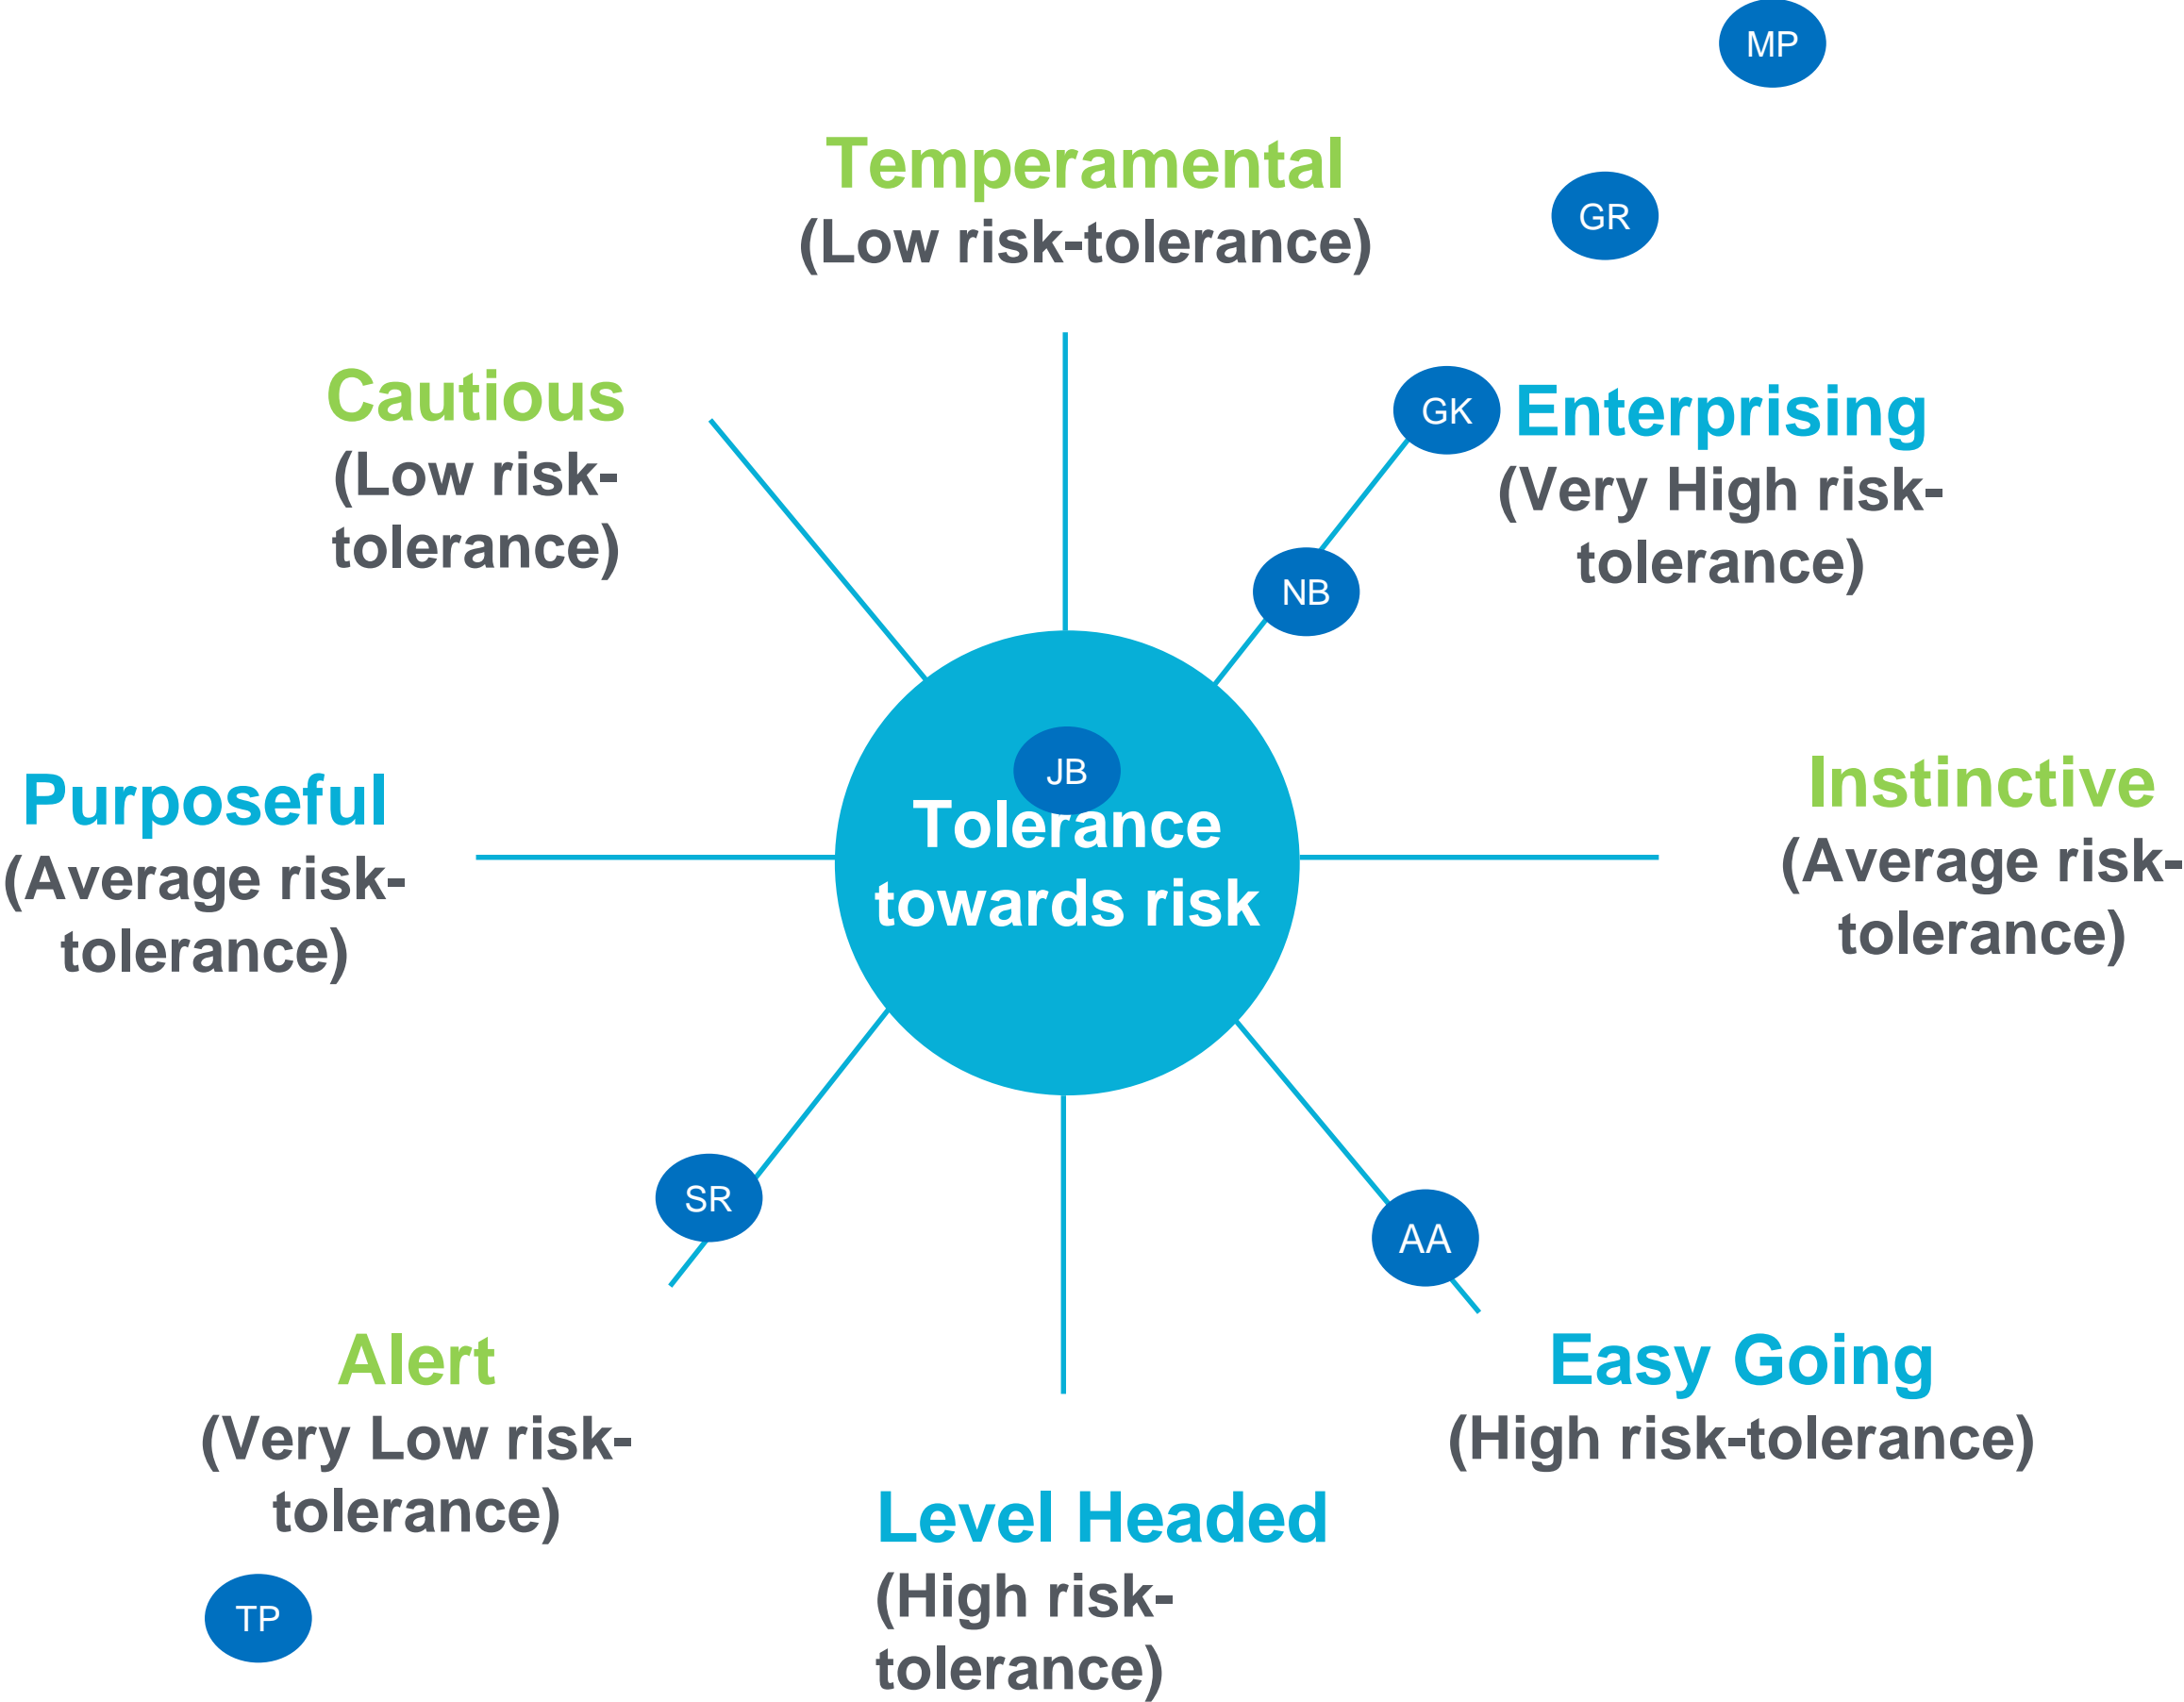 MP
Temperamental
(Low risk-tolerance)
GR
Cautious
(Low risk-
tolerance)
GK
Enterprising
(Very High risk-
tolerance)
NB
JB
Tolerance
towards risk
Purposeful
(Average risk-
tolerance)
Instinctive
(Average risk-
tolerance)
SR
AA
Alert
(Very Low risk-
tolerance)
Easy Going
(High risk-tolerance)
Level Headed
(High risk-
tolerance)
TP